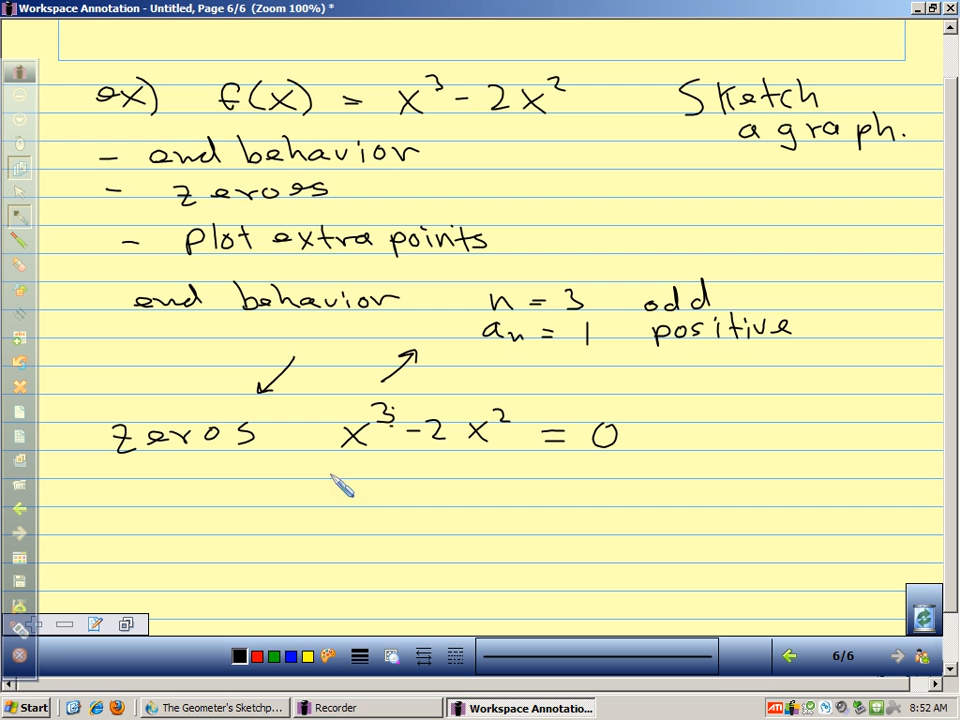 Workspace Annotation - Untitled, Page 6/6 (Zoom 100%) *
ex) f(x) = x³ - 2x² Sketch
a graph.
- end behavior
- zeroes
- plot extra points
end behavior n = 3 odd
aₙ = 1 positive
zeros x³ - 2x² = 0
6/6
Start The Geometer's Sketchp... Recorder Workspace Annotatio... ATI 8:52 AM